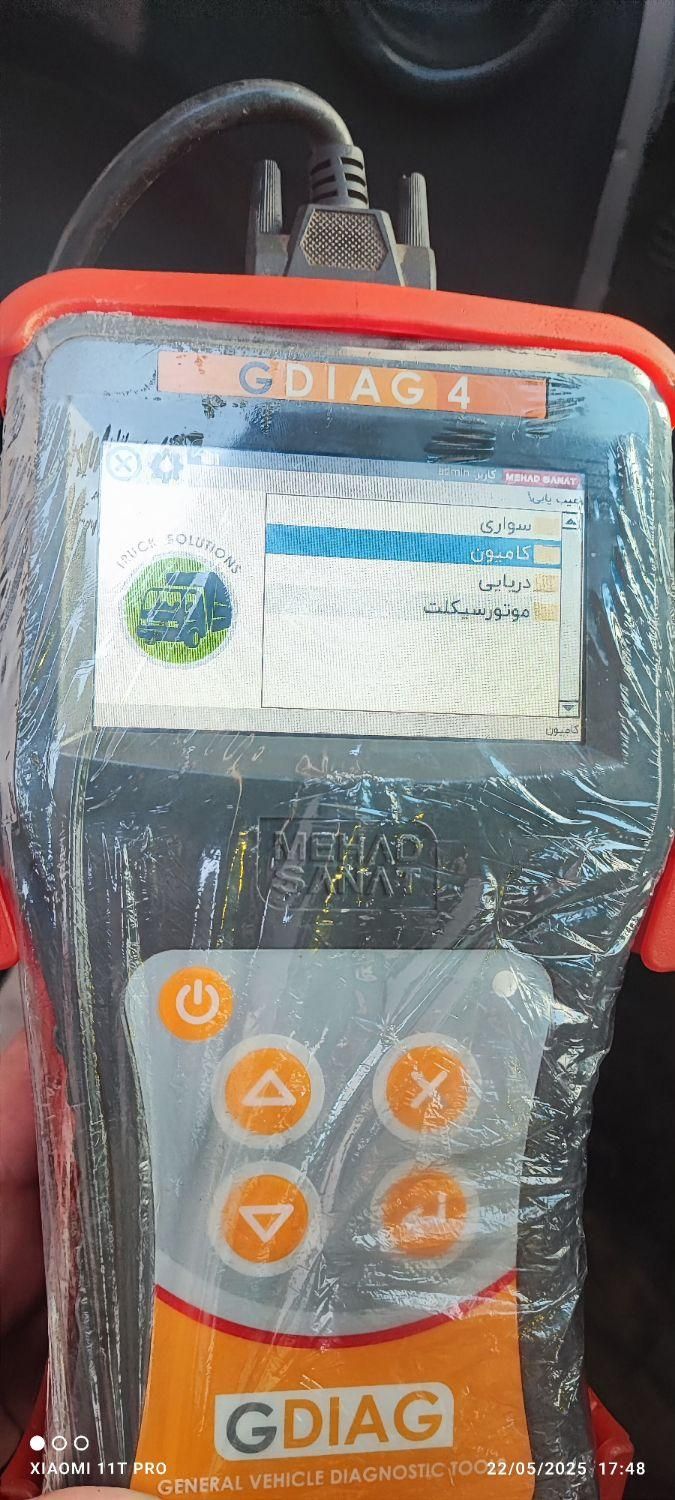 GDIAG 4
کاربر: admin MEHAD SANAT
عیب یابی\
سواری
کامیون
دریایی
موتورسیکلت
TRUCK SOLUTIONS
کامیون
MEHAD
SANAT
GDIAG
GENERAL VEHICLE DIAGNOSTIC TOOL
XIAOMI 11T PRO
22/05/2025 17:48